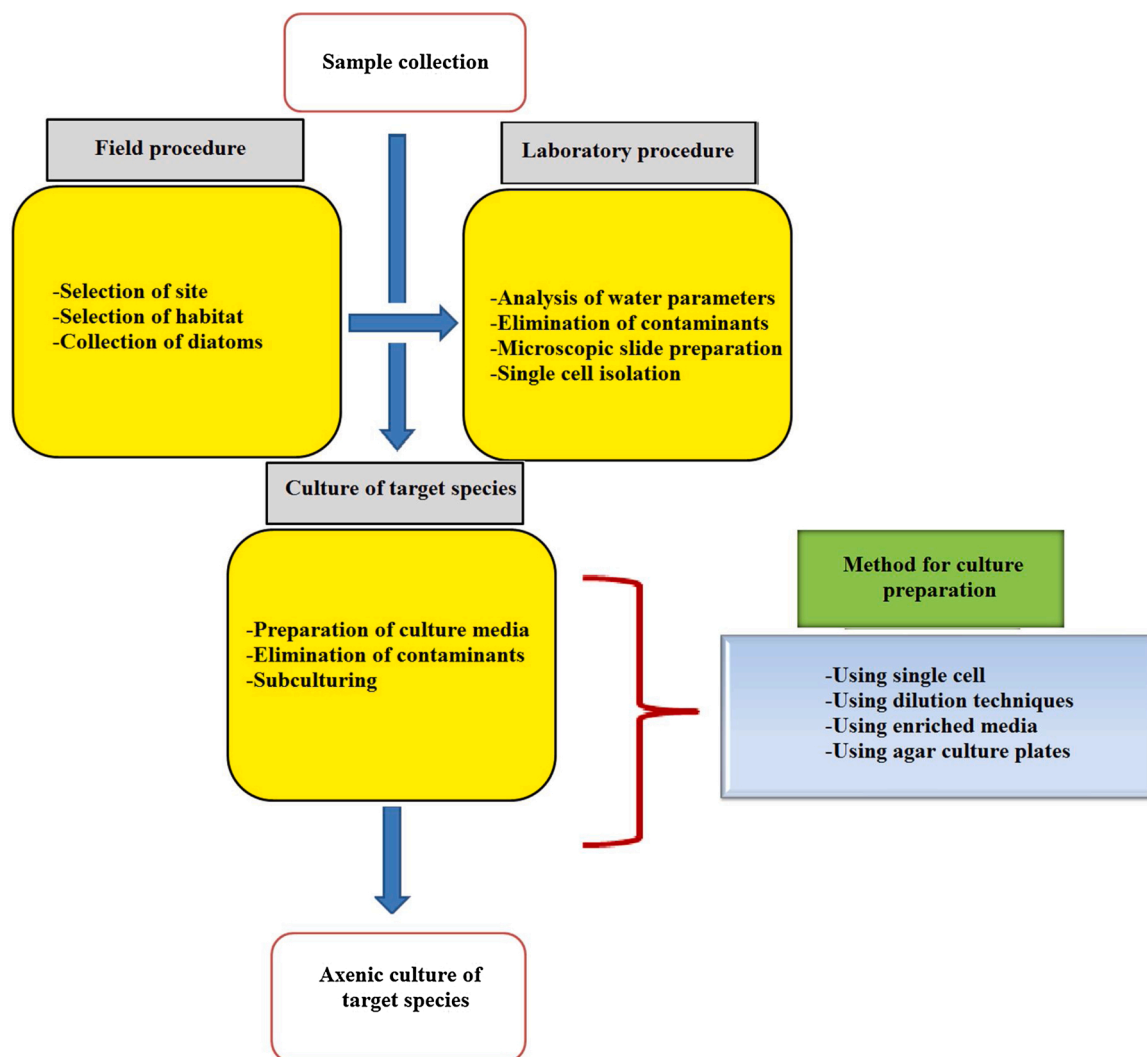 Sample collection
Field procedure
Laboratory procedure
-Selection of site
-Selection of habitat
-Collection of diatoms
-Analysis of water parameters
-Elimination of contaminants
-Microscopic slide preparation
-Single cell isolation
Culture of target species
-Preparation of culture media
-Elimination of contaminants
-Subculturing
Method for culture
preparation
-Using single cell
-Using dilution techniques
-Using enriched media
-Using agar culture plates
Axenic culture of
target species